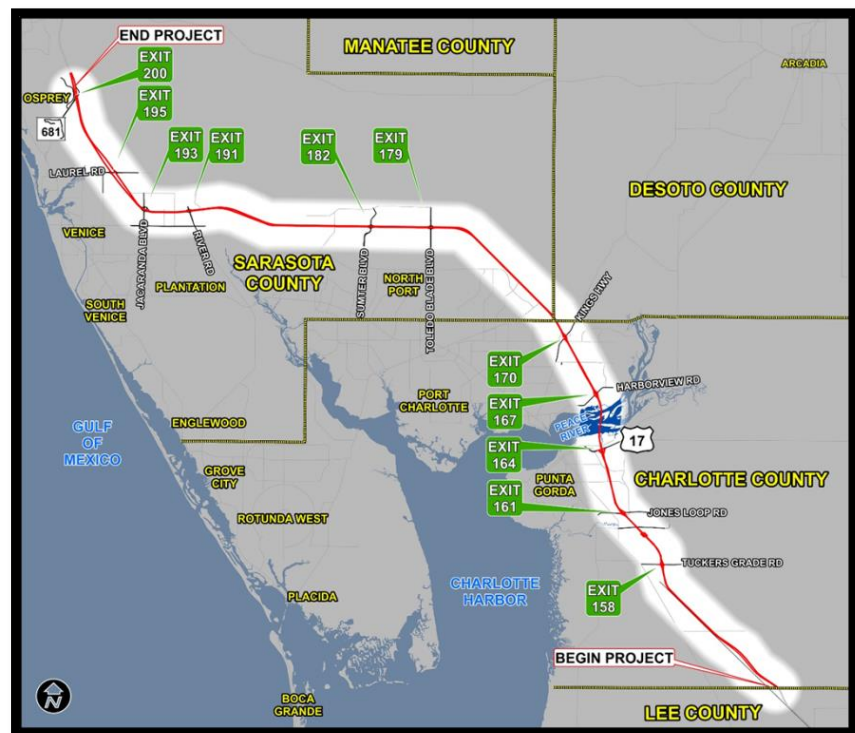 END PROJECT
MANATEE COUNTY
ARCADIA
EXIT
200
OSPREY
EXIT
195
681
EXIT
193
EXIT
191
EXIT
182
EXIT
179
LAUREL RD
DESOTO COUNTY
VENICE
JACARANDA BLVD
RIVER RD
PLANTATION
SARASOTA
COUNTY
SUMTER BLVD
NORTH
PORT
TOLEDO BLADE BLVD
SOUTH
VENICE
KINGS HWY
EXIT
170
HARBORVIEW RD
PORT
CHARLOTTE
EXIT
167
PEACE
RIVER
ENGLEWOOD
GULF
OF
MEXICO
17
EXIT
164
GROVE
CITY
PUNTA
GORDA
CHARLOTTE COUNTY
EXIT
161
JONES LOOP RD
ROTUNDA WEST
TUCKERS GRADE RD
CHARLOTTE
HARBOR
EXIT
158
PLACIDA
BEGIN PROJECT
N
BOCA
GRANDE
LEE COUNTY